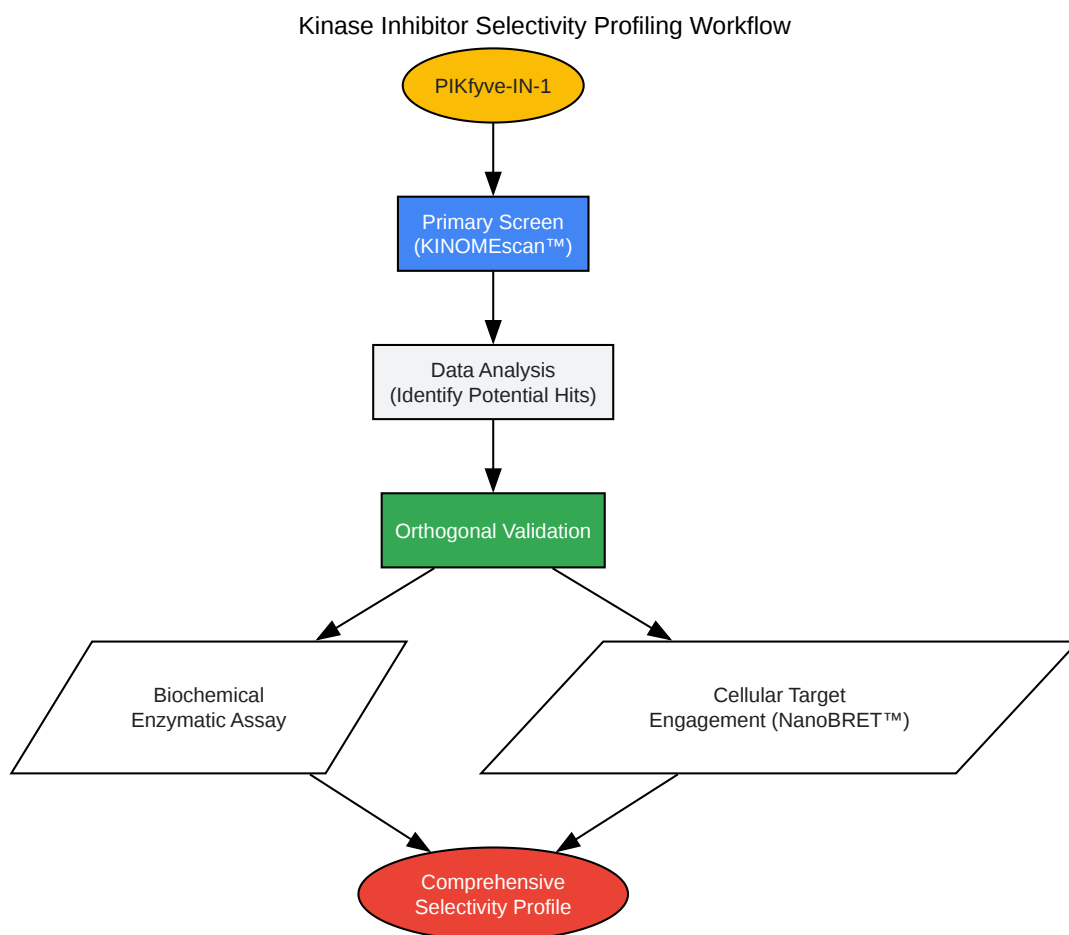 Kinase Inhibitor Selectivity Profiling Workflow
PIKfyve-IN-1
Primary Screen
(KINOMEscan™)
Data Analysis
(Identify Potential Hits)
Orthogonal Validation
Biochemical
Enzymatic Assay
Cellular Target
Engagement (NanoBRET™)
Comprehensive
Selectivity Profile